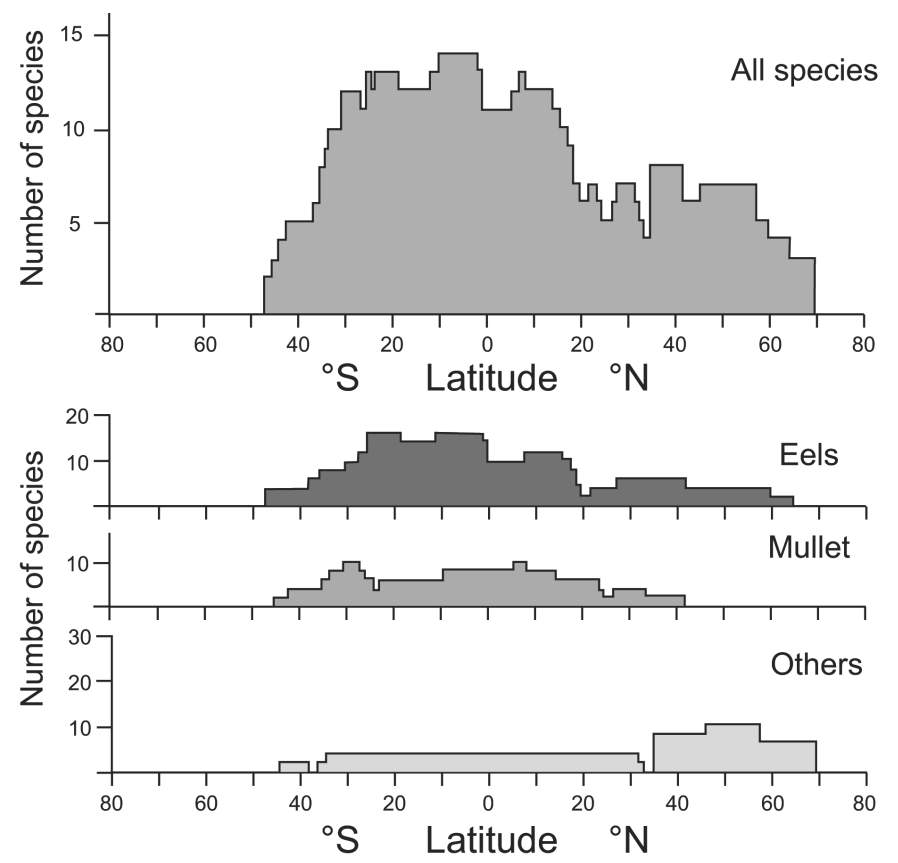 Number of species
15
10
5
All species
80 60 40 20 0 20 40 60 80
°S Latitude °N
Number of species
20
10
Eels
10
Mullet
30
20
10
Others
80 60 40 20 0 20 40 60 80
°S Latitude °N